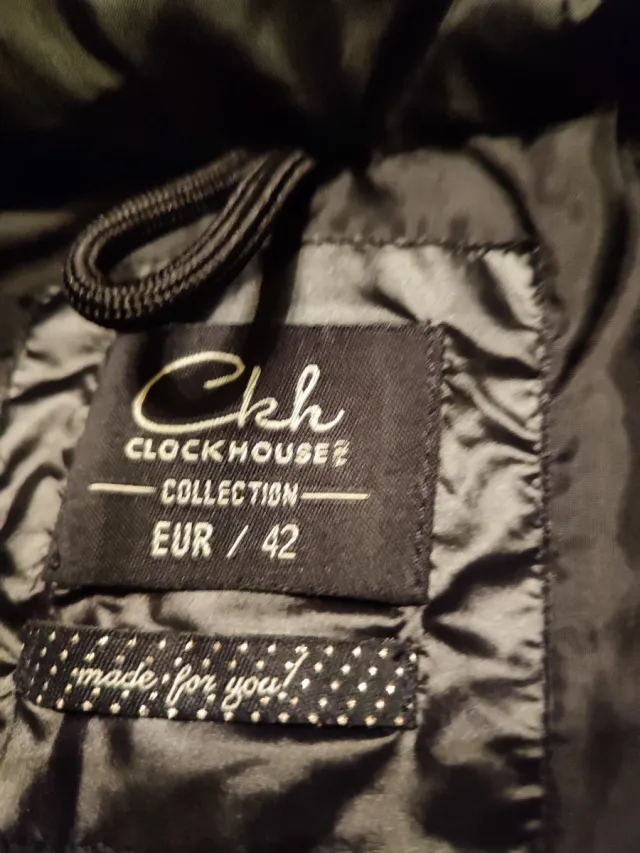 Ckh
CLOCKHOUSE
COLLECTION
EUR / 42
made for you!